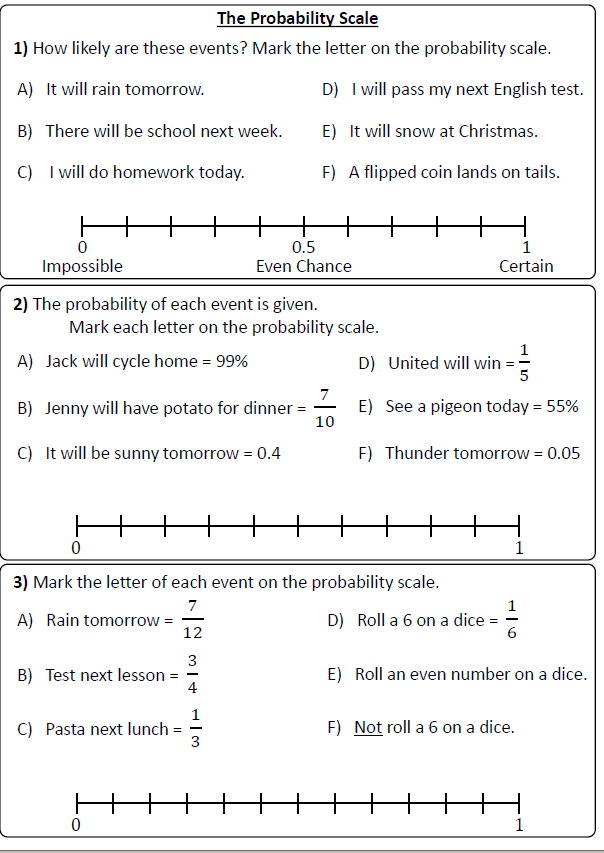 The Probability Scale
1) How likely are these events? Mark the letter on the probability scale.
A) It will rain tomorrow. D) I will pass my next English test.
B) There will be school next week. E) It will snow at Christmas.
C) I will do homework today. F) A flipped coin lands on tails.
0 0.5 1
Impossible Even Chance Certain
2) The probability of each event is given.
Mark each letter on the probability scale.
A) Jack will cycle home = 99% D) United will win = 1/5
B) Jenny will have potato for dinner = 7/10 E) See a pigeon today = 55%
C) It will be sunny tomorrow = 0.4 F) Thunder tomorrow = 0.05
0 1
3) Mark the letter of each event on the probability scale.
A) Rain tomorrow = 7/12 D) Roll a 6 on a dice = 1/6
B) Test next lesson = 3/4 E) Roll an even number on a dice.
C) Pasta next lunch = 1/3 F) Not roll a 6 on a dice.
0 1